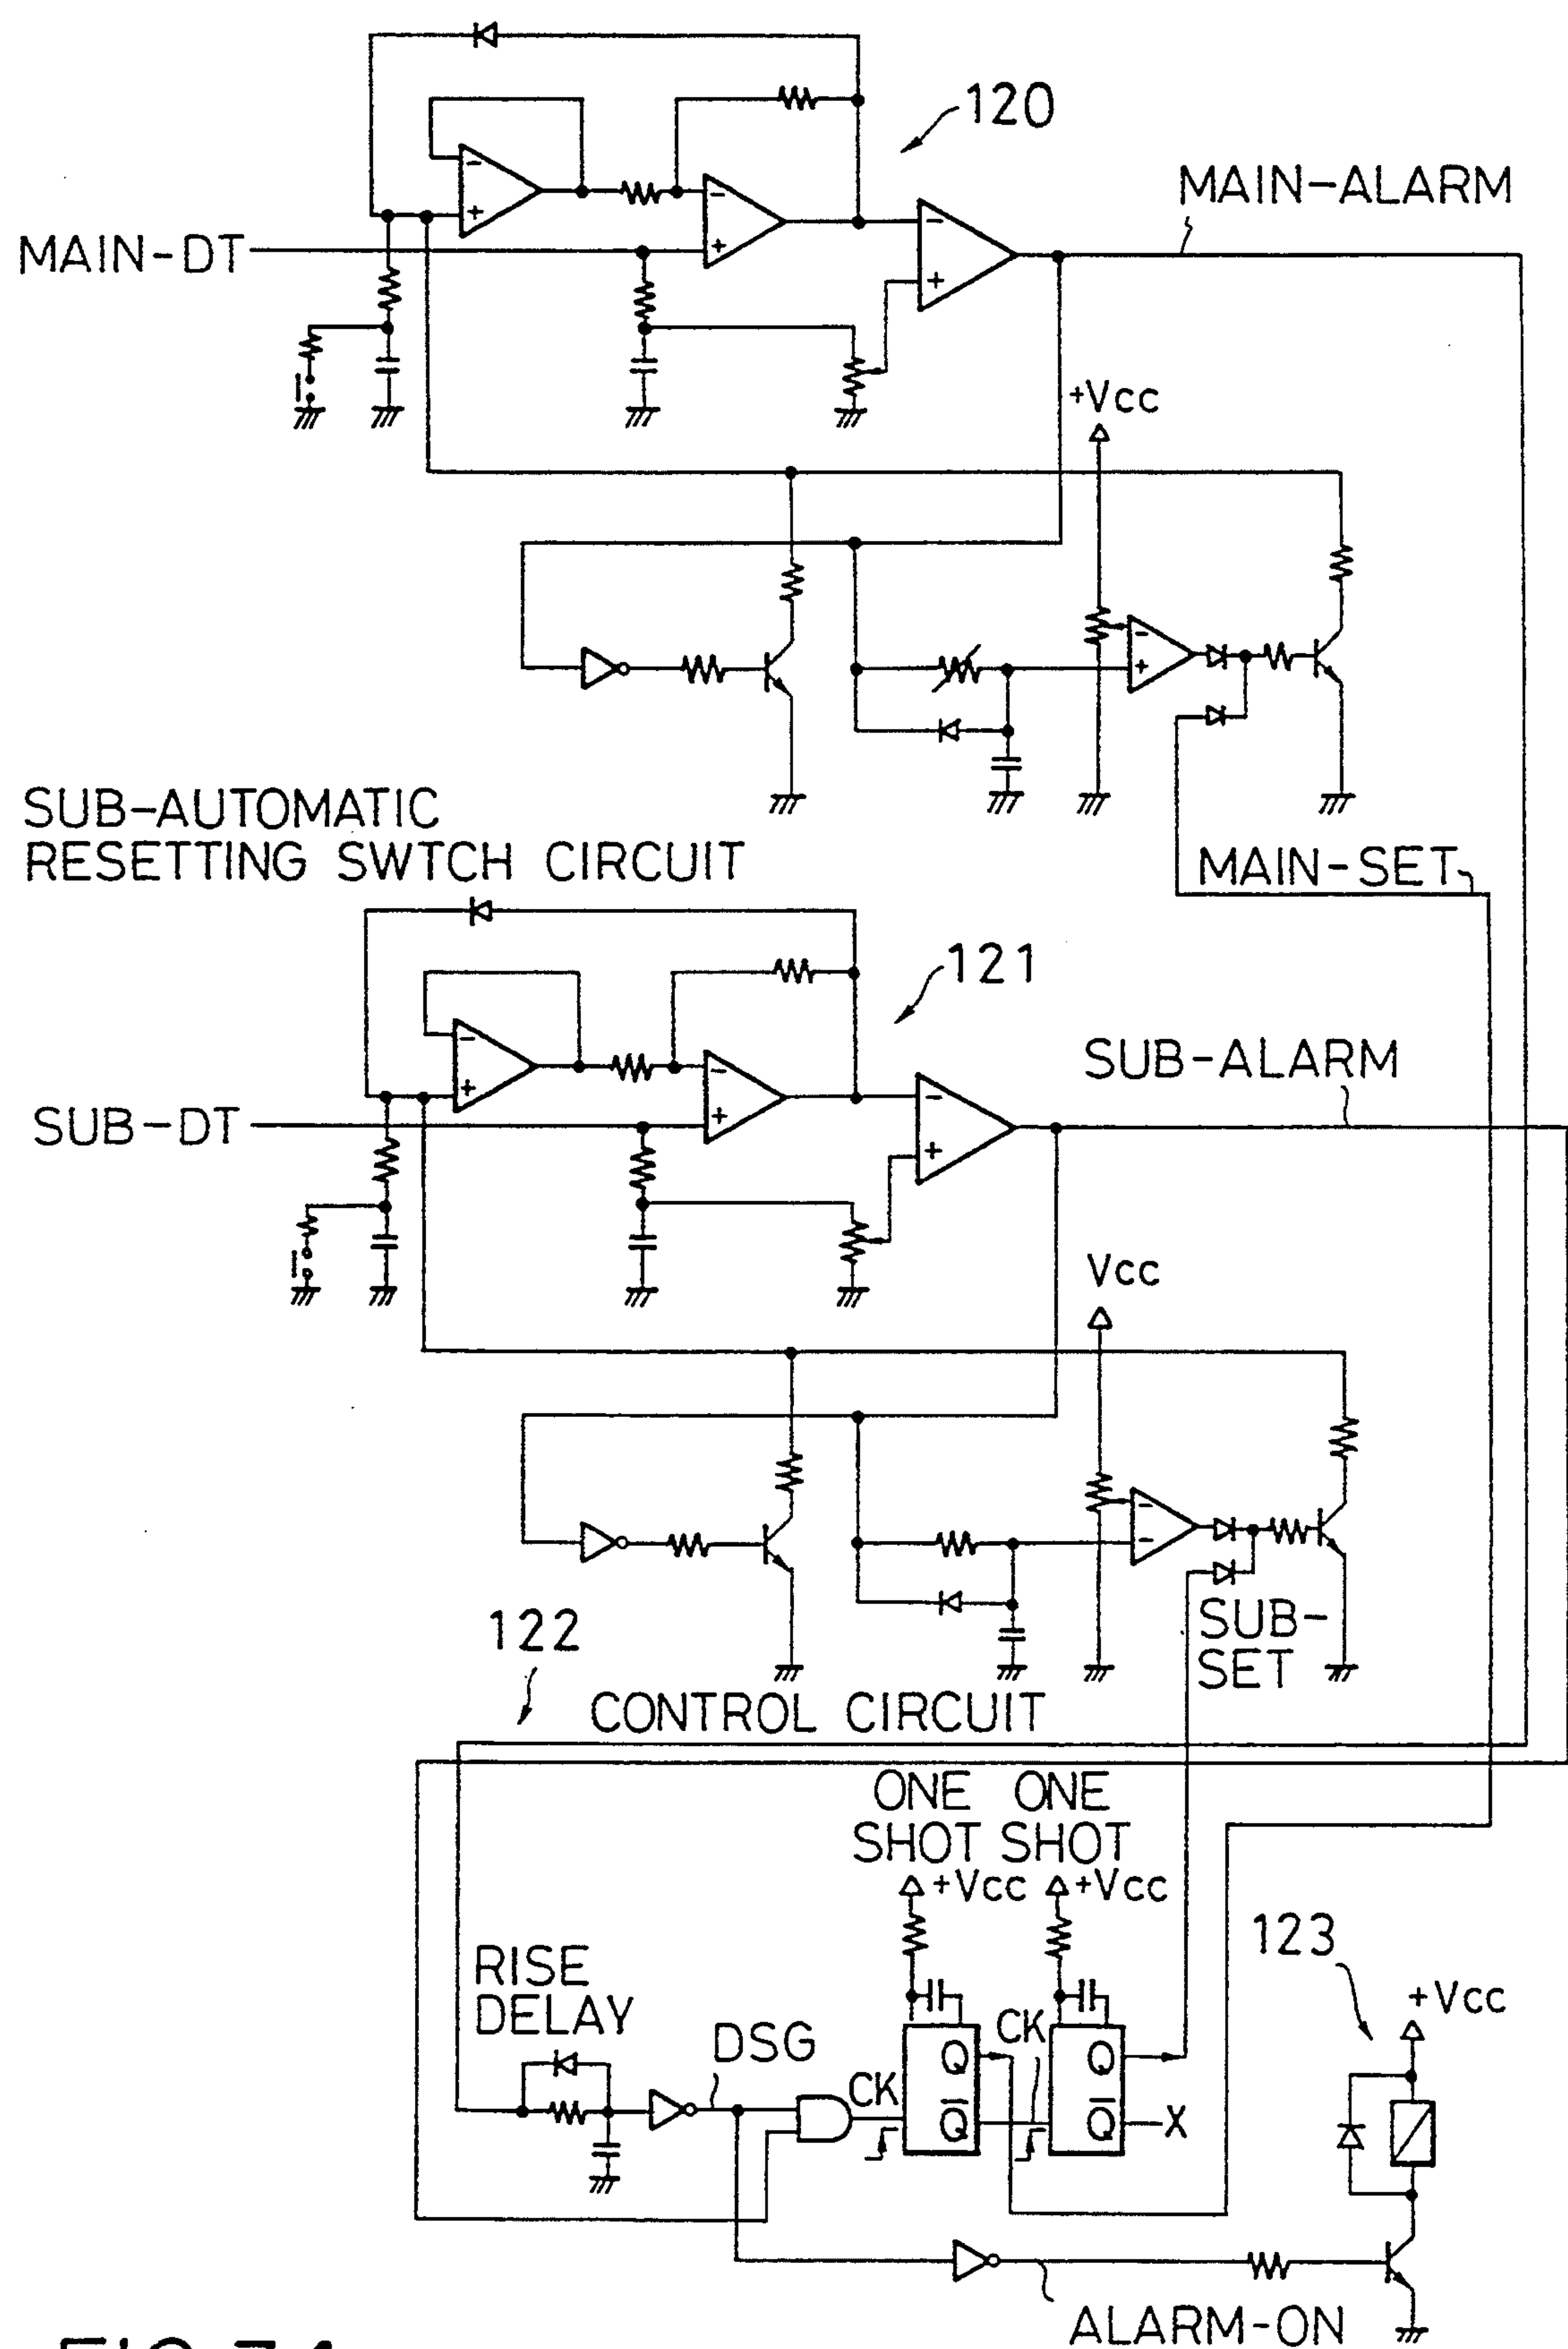 120
MAIN-ALARM
MAIN-DT
+Vcc
SUB-AUTOMATIC
RESETTING SWTCH CIRCUIT
MAIN-SET
121
SUB-ALARM
SUB-DT
Vcc
122
SUB-
SET
CONTROL CIRCUIT
ONE ONE
SHOT SHOT
+Vcc +Vcc
123
RISE
DELAY
+Vcc
DSG
CK
Q
Q
CK
Q̅
Q̅
X
ALARM-ON